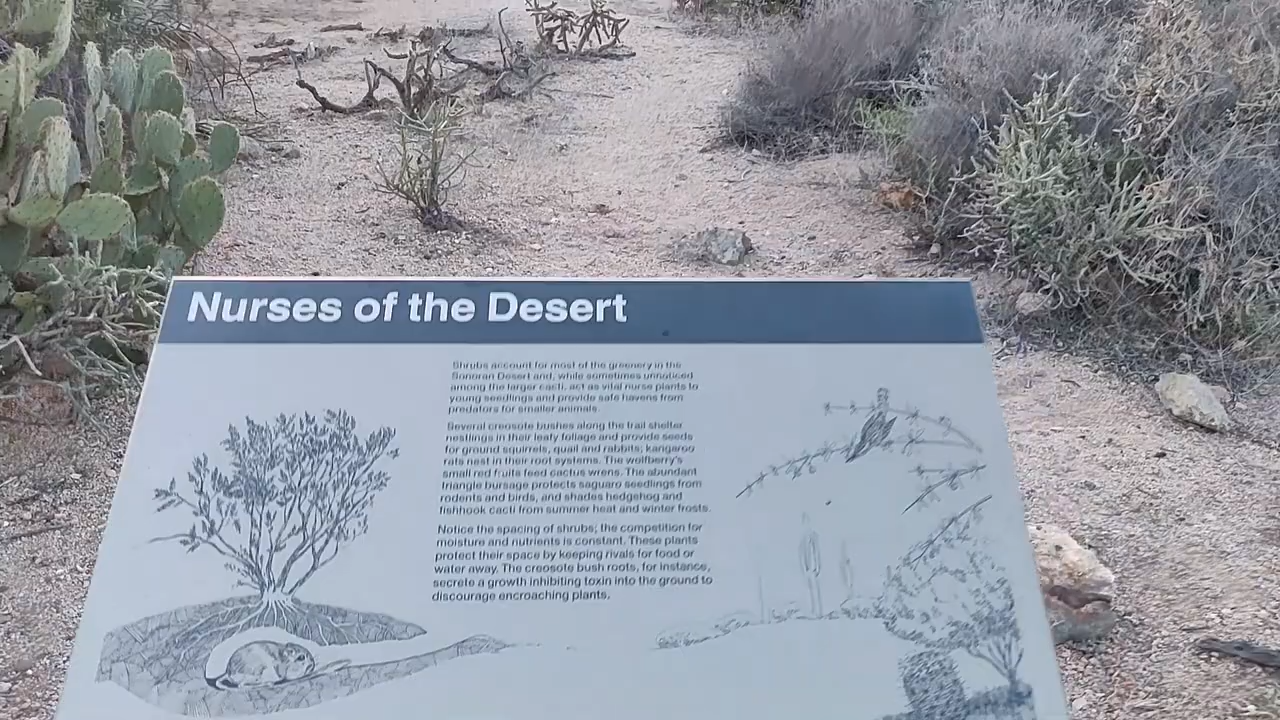 Nurses of the Desert
Shrubs account for most of the greenery in the
Sonoran Desert and, while sometimes unnoticed
among the larger cacti, act as vital nurse plants to
young seedlings and provide safe havens from
predators for smaller animals.
Several creosote bushes along the trail shelter
nestlings in their leafy foliage and provide seeds
for ground squirrels, quail and rabbits; kangaroo
rats nest in their root systems. The wolfberry's
small red fruits feed cactus wrens. The abundant
triangle bursage protects saguaro seedlings from
rodents and birds, and shades hedgehog and
fishhook cacti from summer heat and winter frosts.
Notice the spacing of shrubs; the competition for
moisture and nutrients is constant. These plants
protect their space by keeping rivals for food or
water away. The creosote bush roots, for instance,
secrete a growth inhibiting toxin into the ground to
discourage encroaching plants.